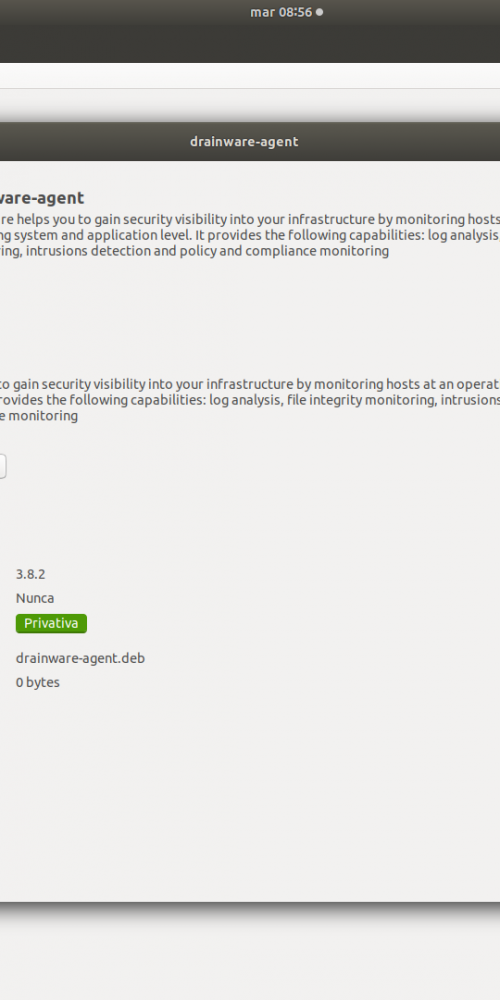 mar 08:56
drainware-agent
ware-agent
re helps you to gain security visibility into your infrastructure by monitoring hosts
ng system and application level. It provides the following capabilities: log analysis,
ring, intrusions detection and policy and compliance monitoring
to gain security visibility into your infrastructure by monitoring hosts at an operat
rovides the following capabilities: log analysis, file integrity monitoring, intrusions
e monitoring
3.8.2
Nunca
Privativa
drainware-agent.deb
0 bytes